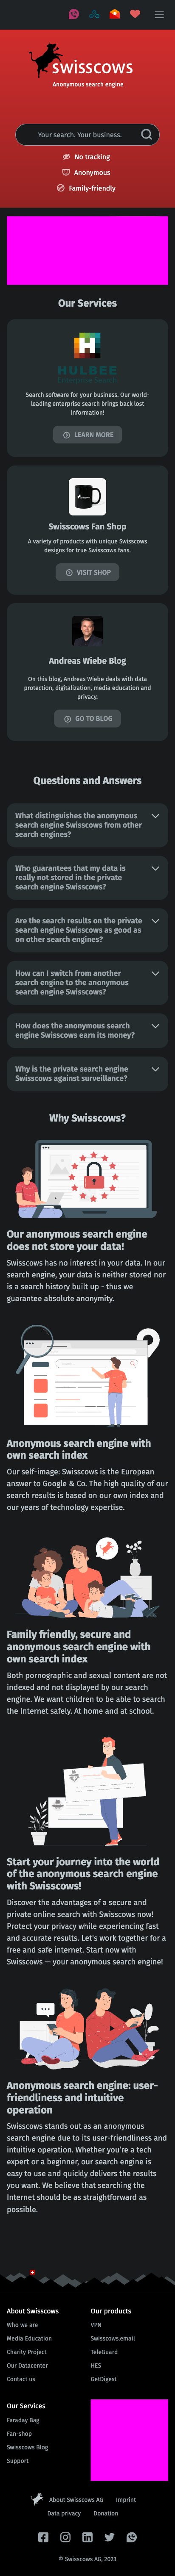 swisscows
Anonymous search engine
Your search. Your business.
No tracking
Anonymous
Family-friendly
Our Services
HULBEE
Search software for your business. Our world-
leading enterprise search brings back lost
information!
LEARN MORE
Swisscows Fan Shop
A variety of products with unique Swisscows
designs for true Swisscows fans.
VISIT SHOP
Andreas Wiebe Blog
On this blog, Andreas Wiebe deals with data
protection, digitalization, media education and
privacy.
GO TO BLOG
Questions and Answers
What distinguishes the anonymous
search engine Swisscows from other
search engines?
Who guarantees that my data is
really not stored in the private
search engine Swisscows?
Are the search results on the private
search engine Swisscows as good as
on other search engines?
How can I switch from another
search engine to the anonymous
search engine Swisscows?
How does the anonymous search
engine Swisscows earn its money?
Why is the private search engine
Swisscows against surveillance?
Why Swisscows?
Our anonymous search engine
does not store your data!
Swisscows has no interest in your data. In our
search engine, your data is neither stored nor
is a search history built up - thus we
guarantee absolute anonymity.
Anonymous search engine with
own search index
Our self-image: Swisscows is the European
answer to Google & Co. The high quality of our
search results is based on our own index and
our years of technology expertise.
Family friendly, secure and
anonymous search engine with
own search index
Both pornographic and sexual content are not
indexed and not displayed by our search
engine. We want children to be able to search
the Internet safely. At home and at school.
Start your journey into the world
of the anonymous search engine
with Swisscows!
Discover the advantages of a secure and
private online search with Swisscows now!
Protect your privacy while experiencing fast
and accurate results. Let's work together for a
free and safe internet. Start now with
Swisscows — your anonymous search engine!
Anonymous search engine: user-
friendliness and intuitive
operation
Swisscows stands out as an anonymous
search engine due to its user-friendliness and
intuitive operation. Whether you're a tech
expert or a beginner, our search engine is
easy to use and quickly delivers the results
you want. We believe that searching the
Internet should be as straightforward as
possible.
About Swisscows
Who we are
Media Education
Charity Project
Our Datacenter
Contact us
Our products
VPN
Swisscows.email
TeleGuard
HES
GetDigest
Our Services
Faraday Bag
Fan-shop
Swisscows Blog
Support
About Swisscows AG
Imprint
Data privacy
Donation
© Swisscows AG, 2023